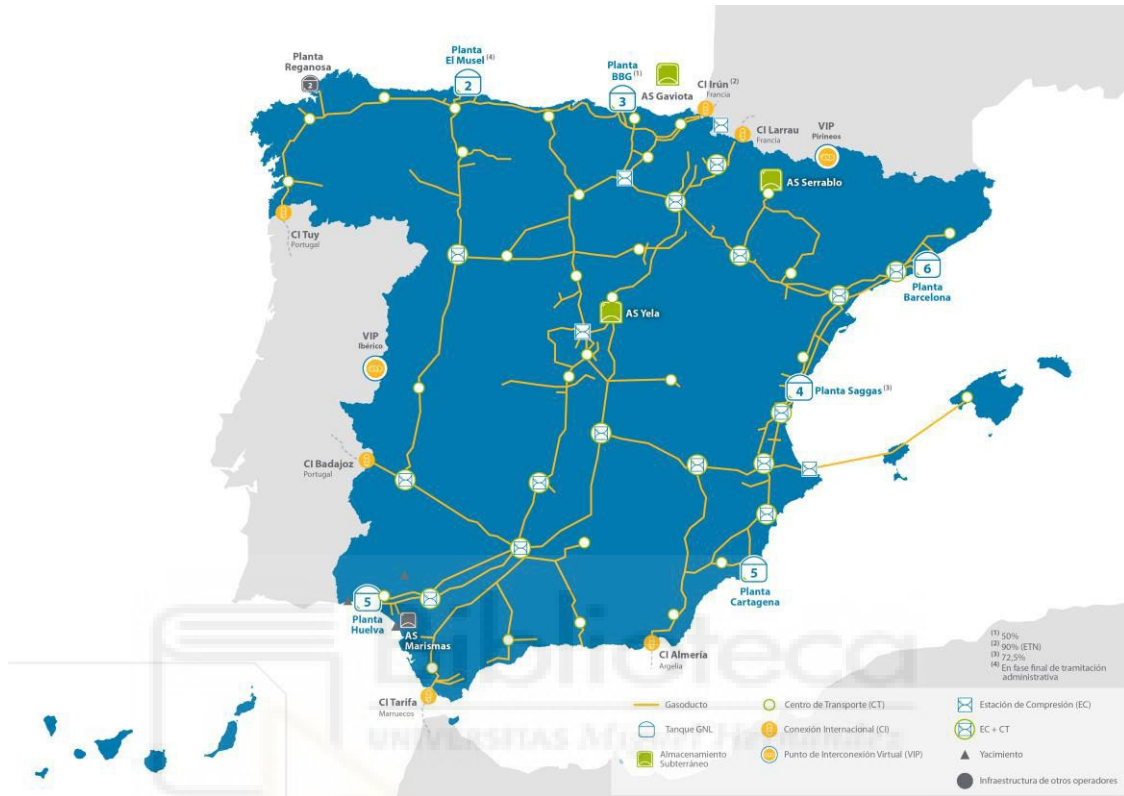 Planta
El Musel (4)
2
Planta
Reganosa
2
Planta
BBG (1)
3
AS Gaviota
CI Irún (2)
Francia
CI Larrau
Francia
VIP
Pirineos
AS Serrablo
CI Tuy
Portugal
6
Planta
Barcelona
AS Yela
VIP
Ibérico
4
Planta Saggas (3)
CI Badajoz
Portugal
5
Planta
Cartagena
5
Planta
Huelva
AS
Marismas
CI Almería
Argelia
CI Tarifa
Marruecos
(1) 50%
(2) 90% (ETN)
(3) 72,5%
(4) En fase final de tramitación
administrativa
Gasoducto
Centro de Transporte (CT)
Estación de Compresión (EC)
Tanque GNL
Conexión Internacional (CI)
EC + CT
Almacenamiento
Subterráneo
Punto de Interconexión Virtual (VIP)
Yacimiento
Infraestructura de otros operadores
Biblioteca
UNIVERSITAS Miguel Hernández